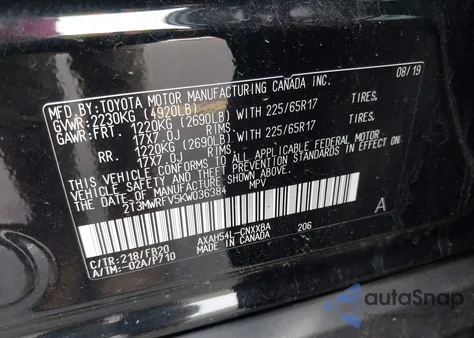 MFD.BY:TOYOTA MOTOR MANUFACTURING CANADA INC. 08/19
GVWR:2230KG (4920LB)
GAWR:FRT. 1220KG (2690LB) WITH 225/65R17 TIRES,
17X7.0J RIMS.
RR. 1220KG (2690LB) WITH 225/65R17 TIRES,
17X7.0J RIMS.
THIS VEHICLE CONFORMS TO ALL APPLICABLE FEDERAL MOTOR
VEHICLE SAFETY AND THEFT PREVENTION STANDARDS IN EFFECT
ON THE DATE OF MANUFACTURE SHOWN ABOVE.
2T3MWRFV5KW036384 MPV
A
C/TR:218/FB20 AXAH54L-CNXXBA 206
A/TM:-02A/P710 MADE IN CANADA
autoSnap